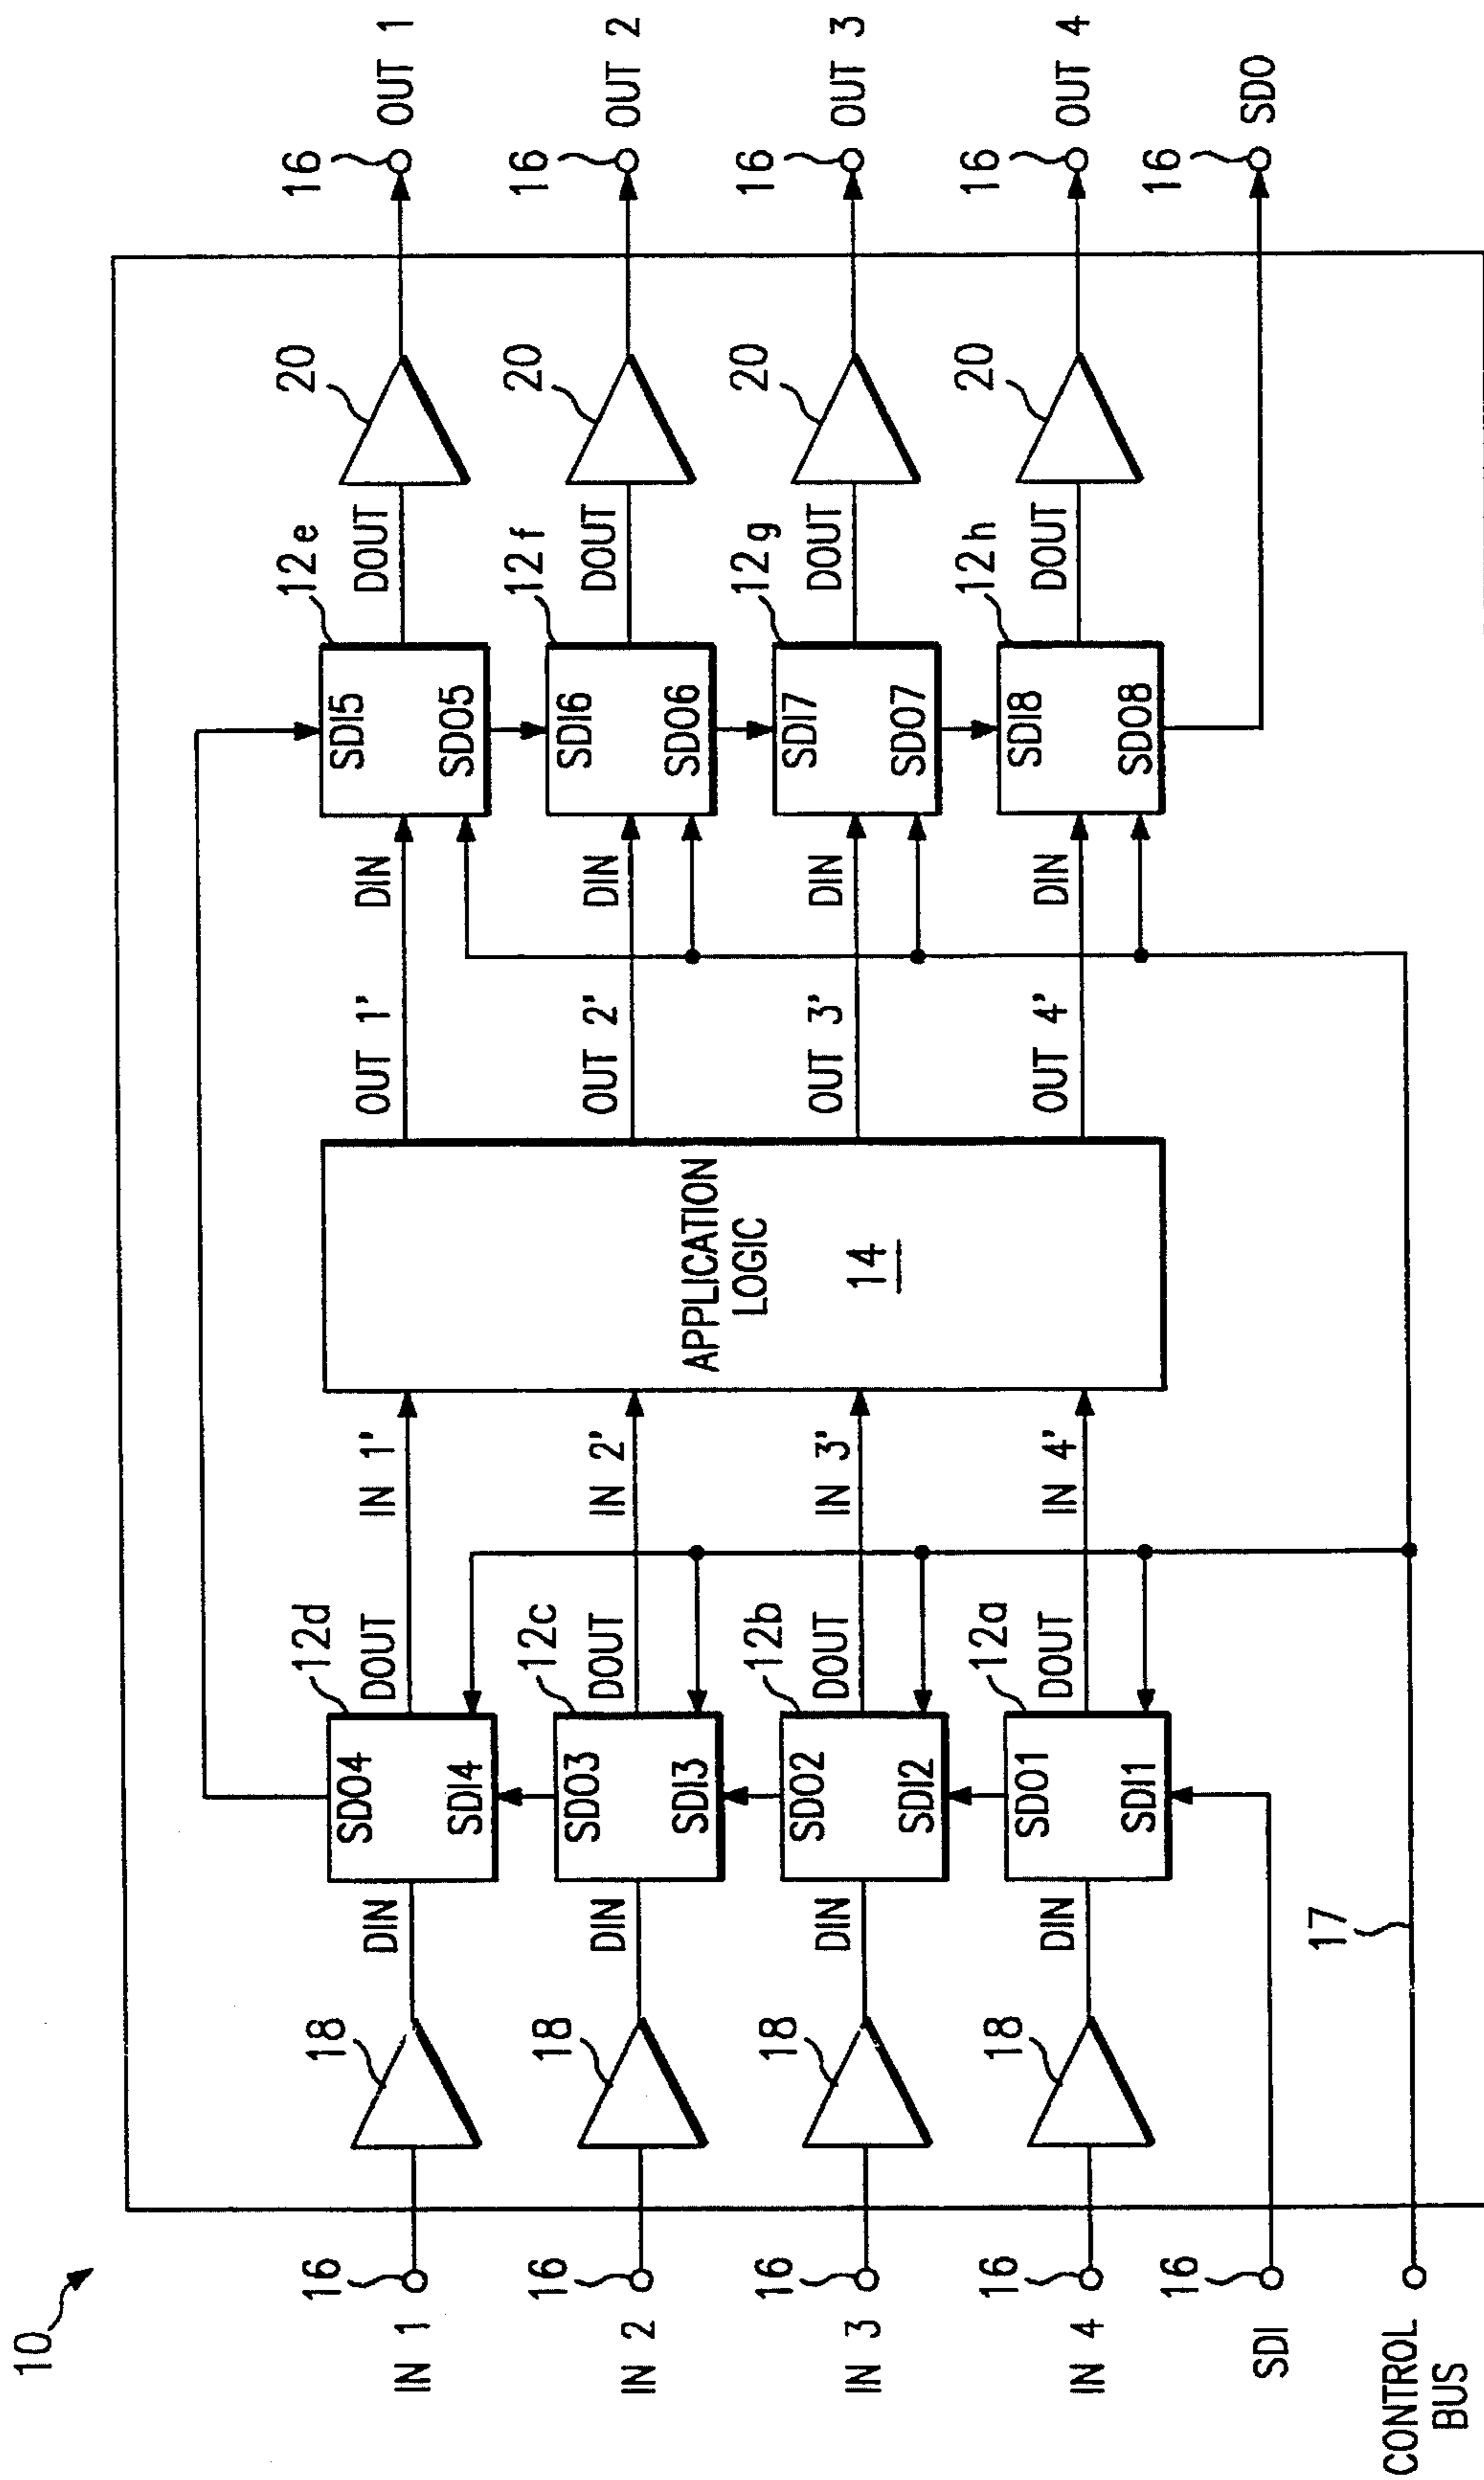 10
16 IN 1
18
DIN
12d
SDO4
SDI4
DOUT
IN 1'
OUT 1'
DIN
12e
SDI5
SDO5
DOUT
20
16 OUT 1
16 IN 2
18
DIN
12c
SDO3
SDI3
DOUT
IN 2'
OUT 2'
DIN
12f
SDI6
SDO6
DOUT
20
16 OUT 2
APPLICATION
LOGIC
14
16 IN 3
18
DIN
12b
SDO2
SDI2
DOUT
IN 3'
OUT 3'
DIN
12g
SDI7
SDO7
DOUT
20
16 OUT 3
16 IN 4
18
DIN
12a
SDO1
SDI1
DOUT
IN 4'
OUT 4'
DIN
12h
SDI8
SDO8
DOUT
20
16 OUT 4
16 SDI
16 SDO
17
CONTROL
BUS